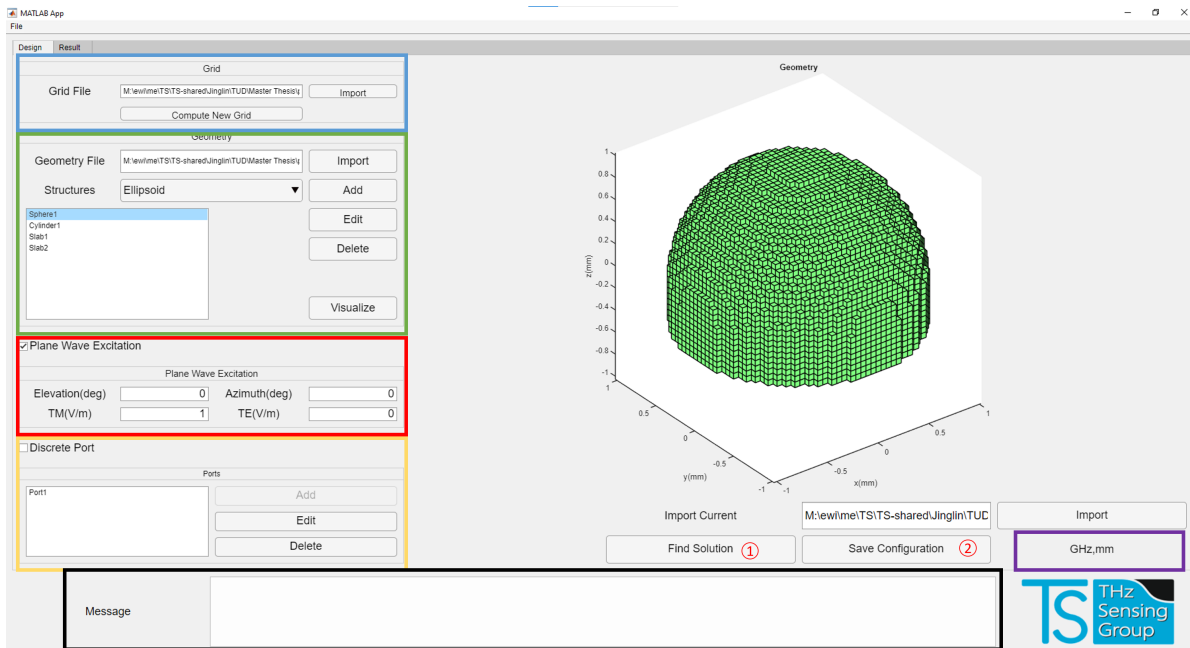 MATLAB App
File
Design Result
Grid
Grid File M:\ewi\me\TS\TS-shared\Jinglin\TUD\Master Thesis\ Import
Compute New Grid
Geometry
Geometry File M:\ewi\me\TS\TS-shared\Jinglin\TUD\Master Thesis\ Import
Structures Ellipsoid Add
Sphere1
Cylinder1
Slab1
Slab2
Edit
Delete
Visualize
Plane Wave Excitation
Plane Wave Excitation
Elevation(deg) 0 Azimuth(deg) 0
TM(V/m) 1 TE(V/m) 0
Discrete Port
Ports
Port1
Add
Edit
Delete
Geometry
1
0.8
0.6
0.4
0.2
0
-0.2
-0.4
-0.6
-0.8
-1
z(mm)
1
0.5
0
-0.5
-1
y(mm)
-1
-0.5
0
0.5
1
x(mm)
Import Current M:\ewi\me\TS\TS-shared\Jinglin\TUD Import
Find Solution ① Save Configuration ② GHz,mm
Message
TS THz
Sensing
Group